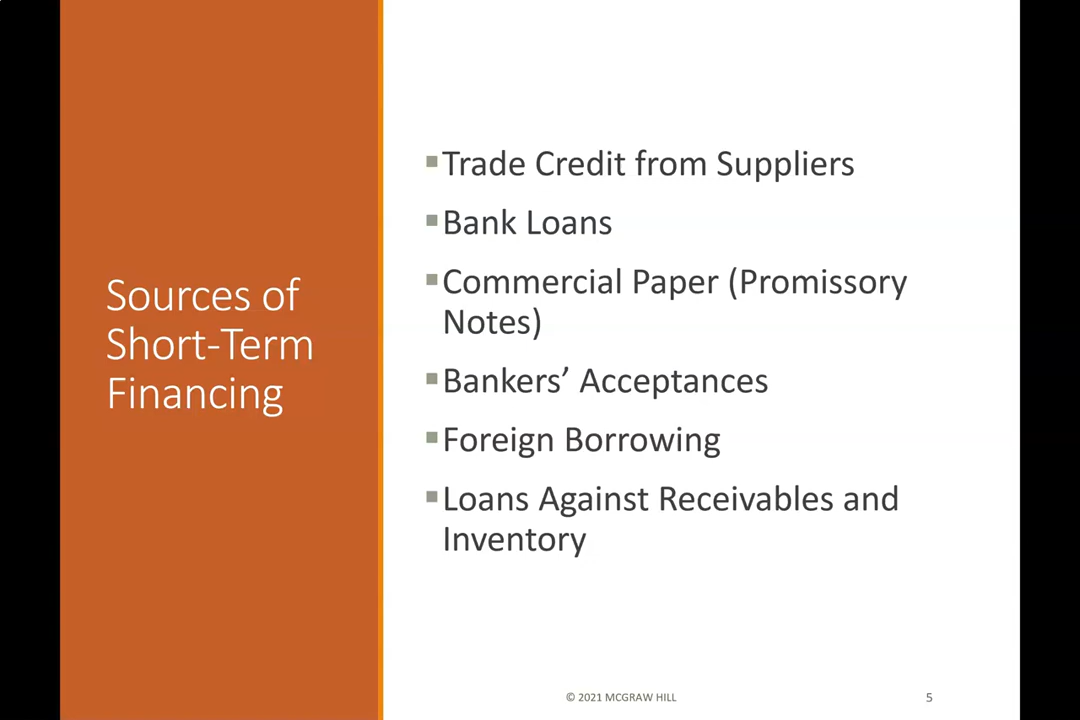 Sources of
Short-Term
Financing
▪Trade Credit from Suppliers
▪Bank Loans
▪Commercial Paper (Promissory
Notes)
▪Bankers’ Acceptances
▪Foreign Borrowing
▪Loans Against Receivables and
Inventory
© 2021 MCGRAW HILL
5